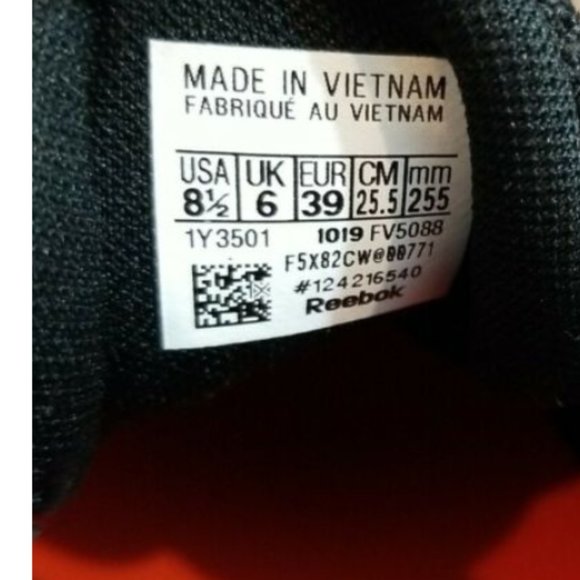 MADE IN VIETNAM
FABRIQUÉ AU VIETNAM
USA UK EUR CM mm
8½ 6 39 25.5 255
1Y3501 1019 FV5088
F5X82CW@00771
#124216540
Reebok